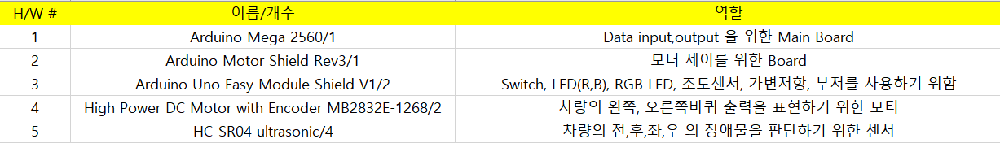 H/W # 이름/개수 역할
1 Arduino Mega 2560/1 Data input,output 을 위한 Main Board
2 Arduino Motor Shield Rev3/1 모터 제어를 위한 Board
3 Arduino Uno Easy Module Shield V1/2 Switch, LED(R,B), RGB LED, 조도센서, 가변저항, 부저를 사용하기 위함
4 High Power DC Motor with Encoder MB2832E-1268/2 차량의 왼쪽, 오른쪽바퀴 출력을 표현하기 위한 모터
5 HC-SR04 ultrasonic/4 차량의 전,후,좌,우 의 장애물을 판단하기 위한 센서